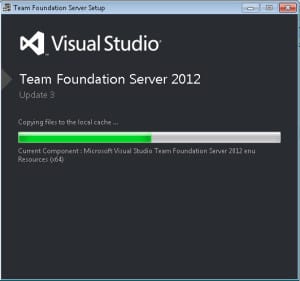 Team Foundation Server Setup
Visual Studio
Team Foundation Server 2012
Update 3
Copying files to the local cache ...
Current Component : Microsoft Visual Studio Team Foundation Server 2012 enu
Resources (x64)